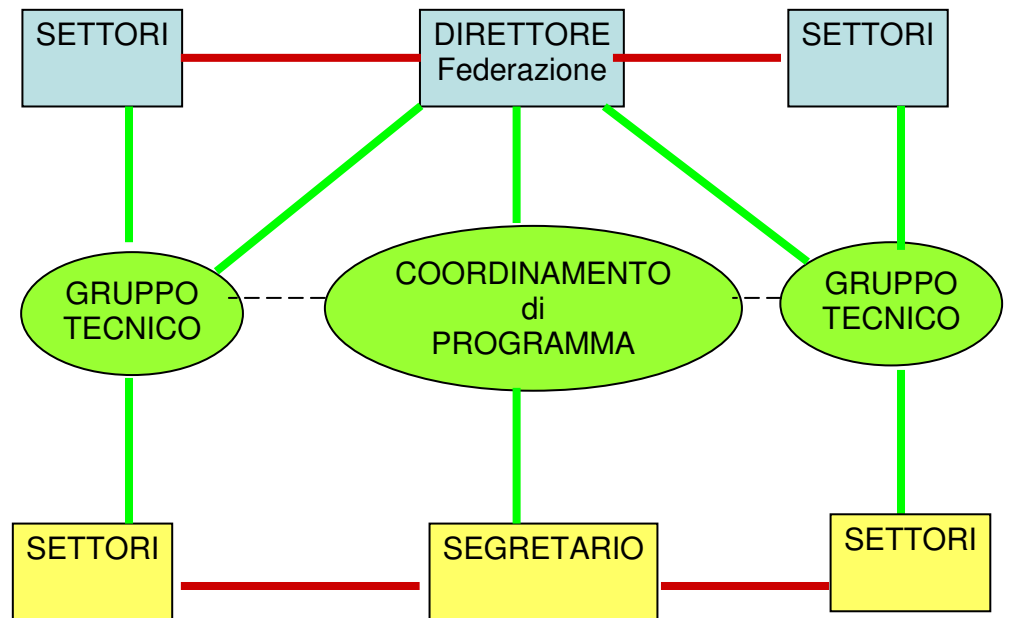 SETTORI
DIRETTORE
Federazione
SETTORI
GRUPPO
TECNICO
COORDINAMENTO
di
PROGRAMMA
GRUPPO
TECNICO
SETTORI
SEGRETARIO
SETTORI